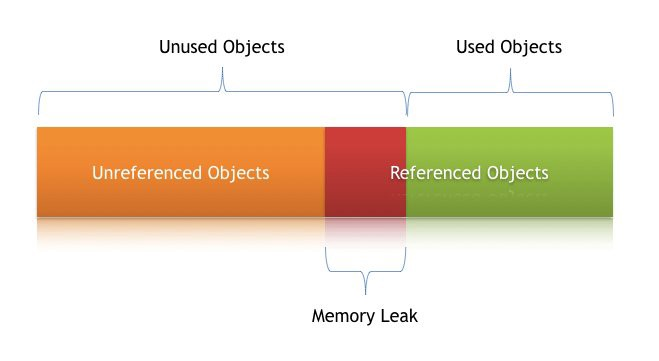 Unused Objects
Used Objects
Unreferenced Objects
Referenced Objects
Memory Leak